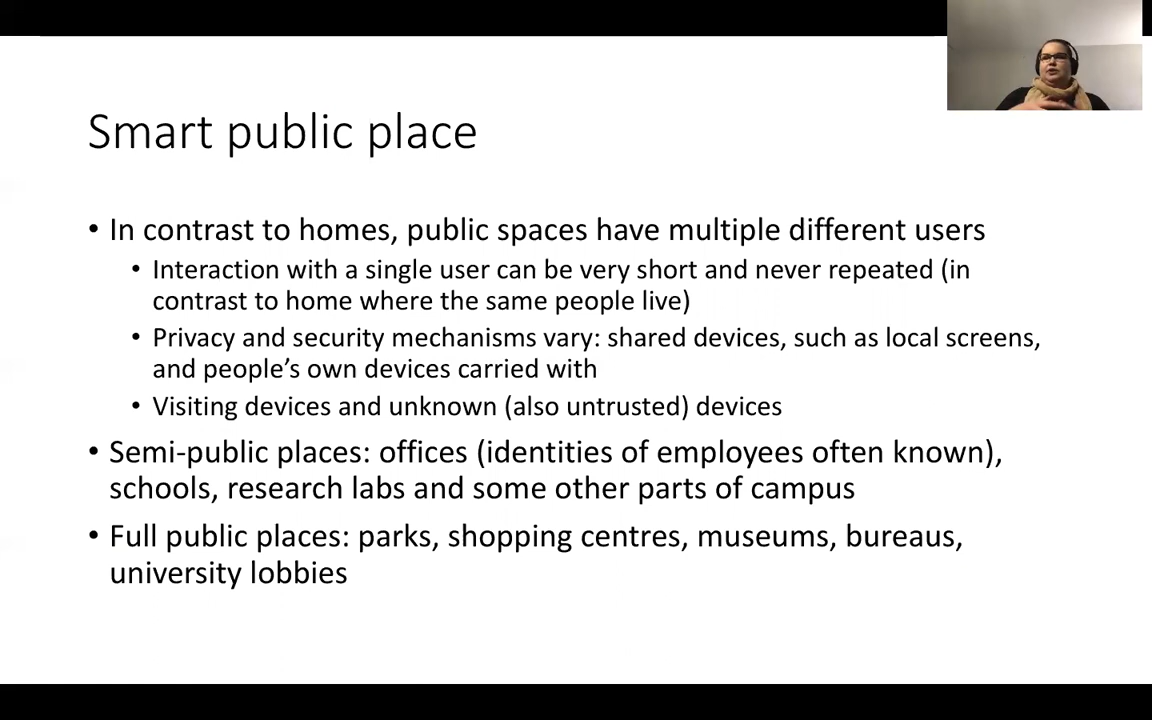 Smart public place
• In contrast to homes, public spaces have multiple different users
• Interaction with a single user can be very short and never repeated (in
contrast to home where the same people live)
• Privacy and security mechanisms vary: shared devices, such as local screens,
and people’s own devices carried with
• Visiting devices and unknown (also untrusted) devices
• Semi-public places: offices (identities of employees often known),
schools, research labs and some other parts of campus
• Full public places: parks, shopping centres, museums, bureaus,
university lobbies